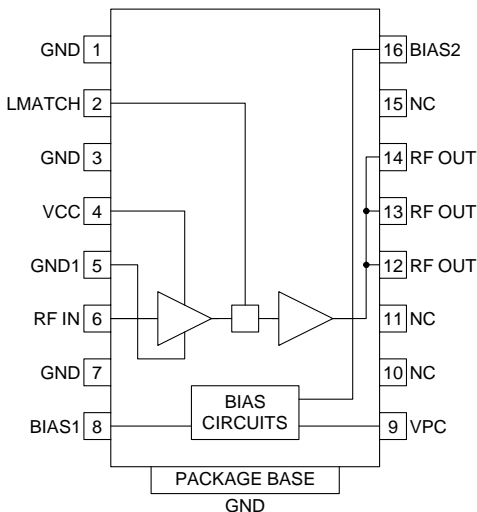 GND 1
16 BIAS2
LMATCH 2
15 NC
GND 3
14 RF OUT
VCC 4
13 RF OUT
GND1 5
12 RF OUT
RF IN 6
11 NC
GND 7
10 NC
BIAS
CIRCUITS
BIAS1 8
9 VPC
PACKAGE BASE
GND